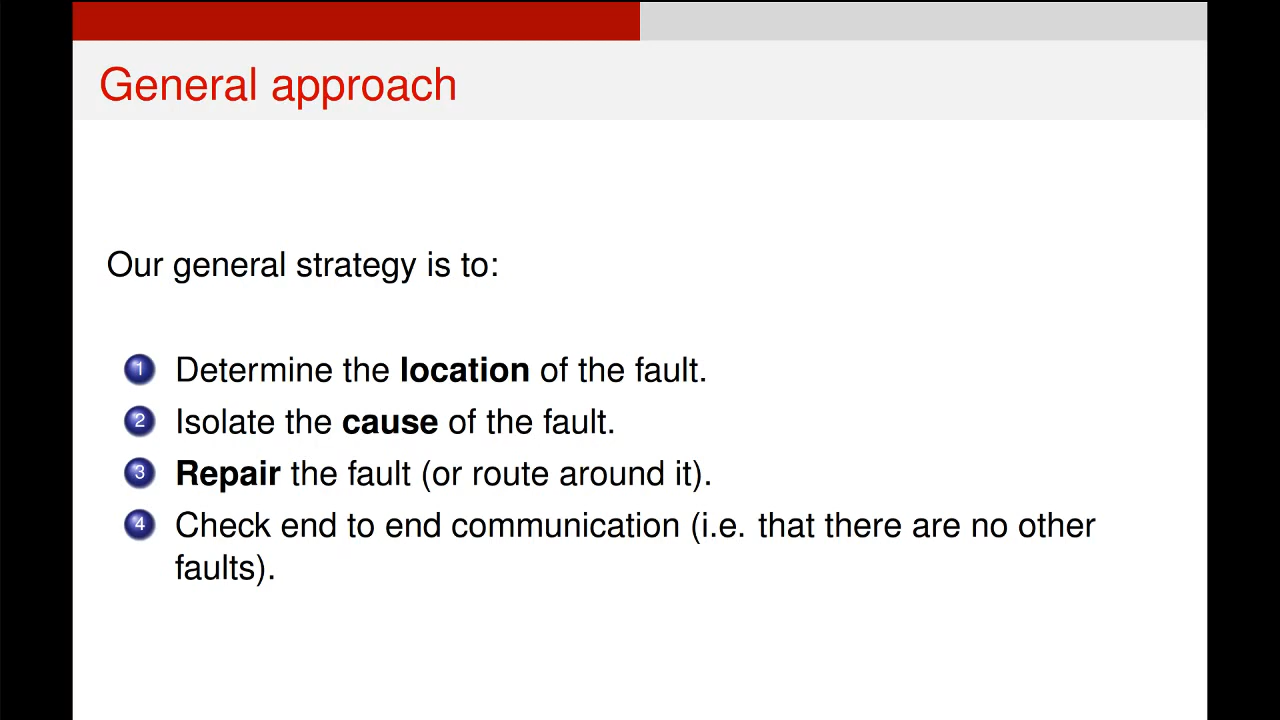 General approach
Our general strategy is to:
1 Determine the location of the fault.
2 Isolate the cause of the fault.
3 Repair the fault (or route around it).
4 Check end to end communication (i.e. that there are no other
faults).